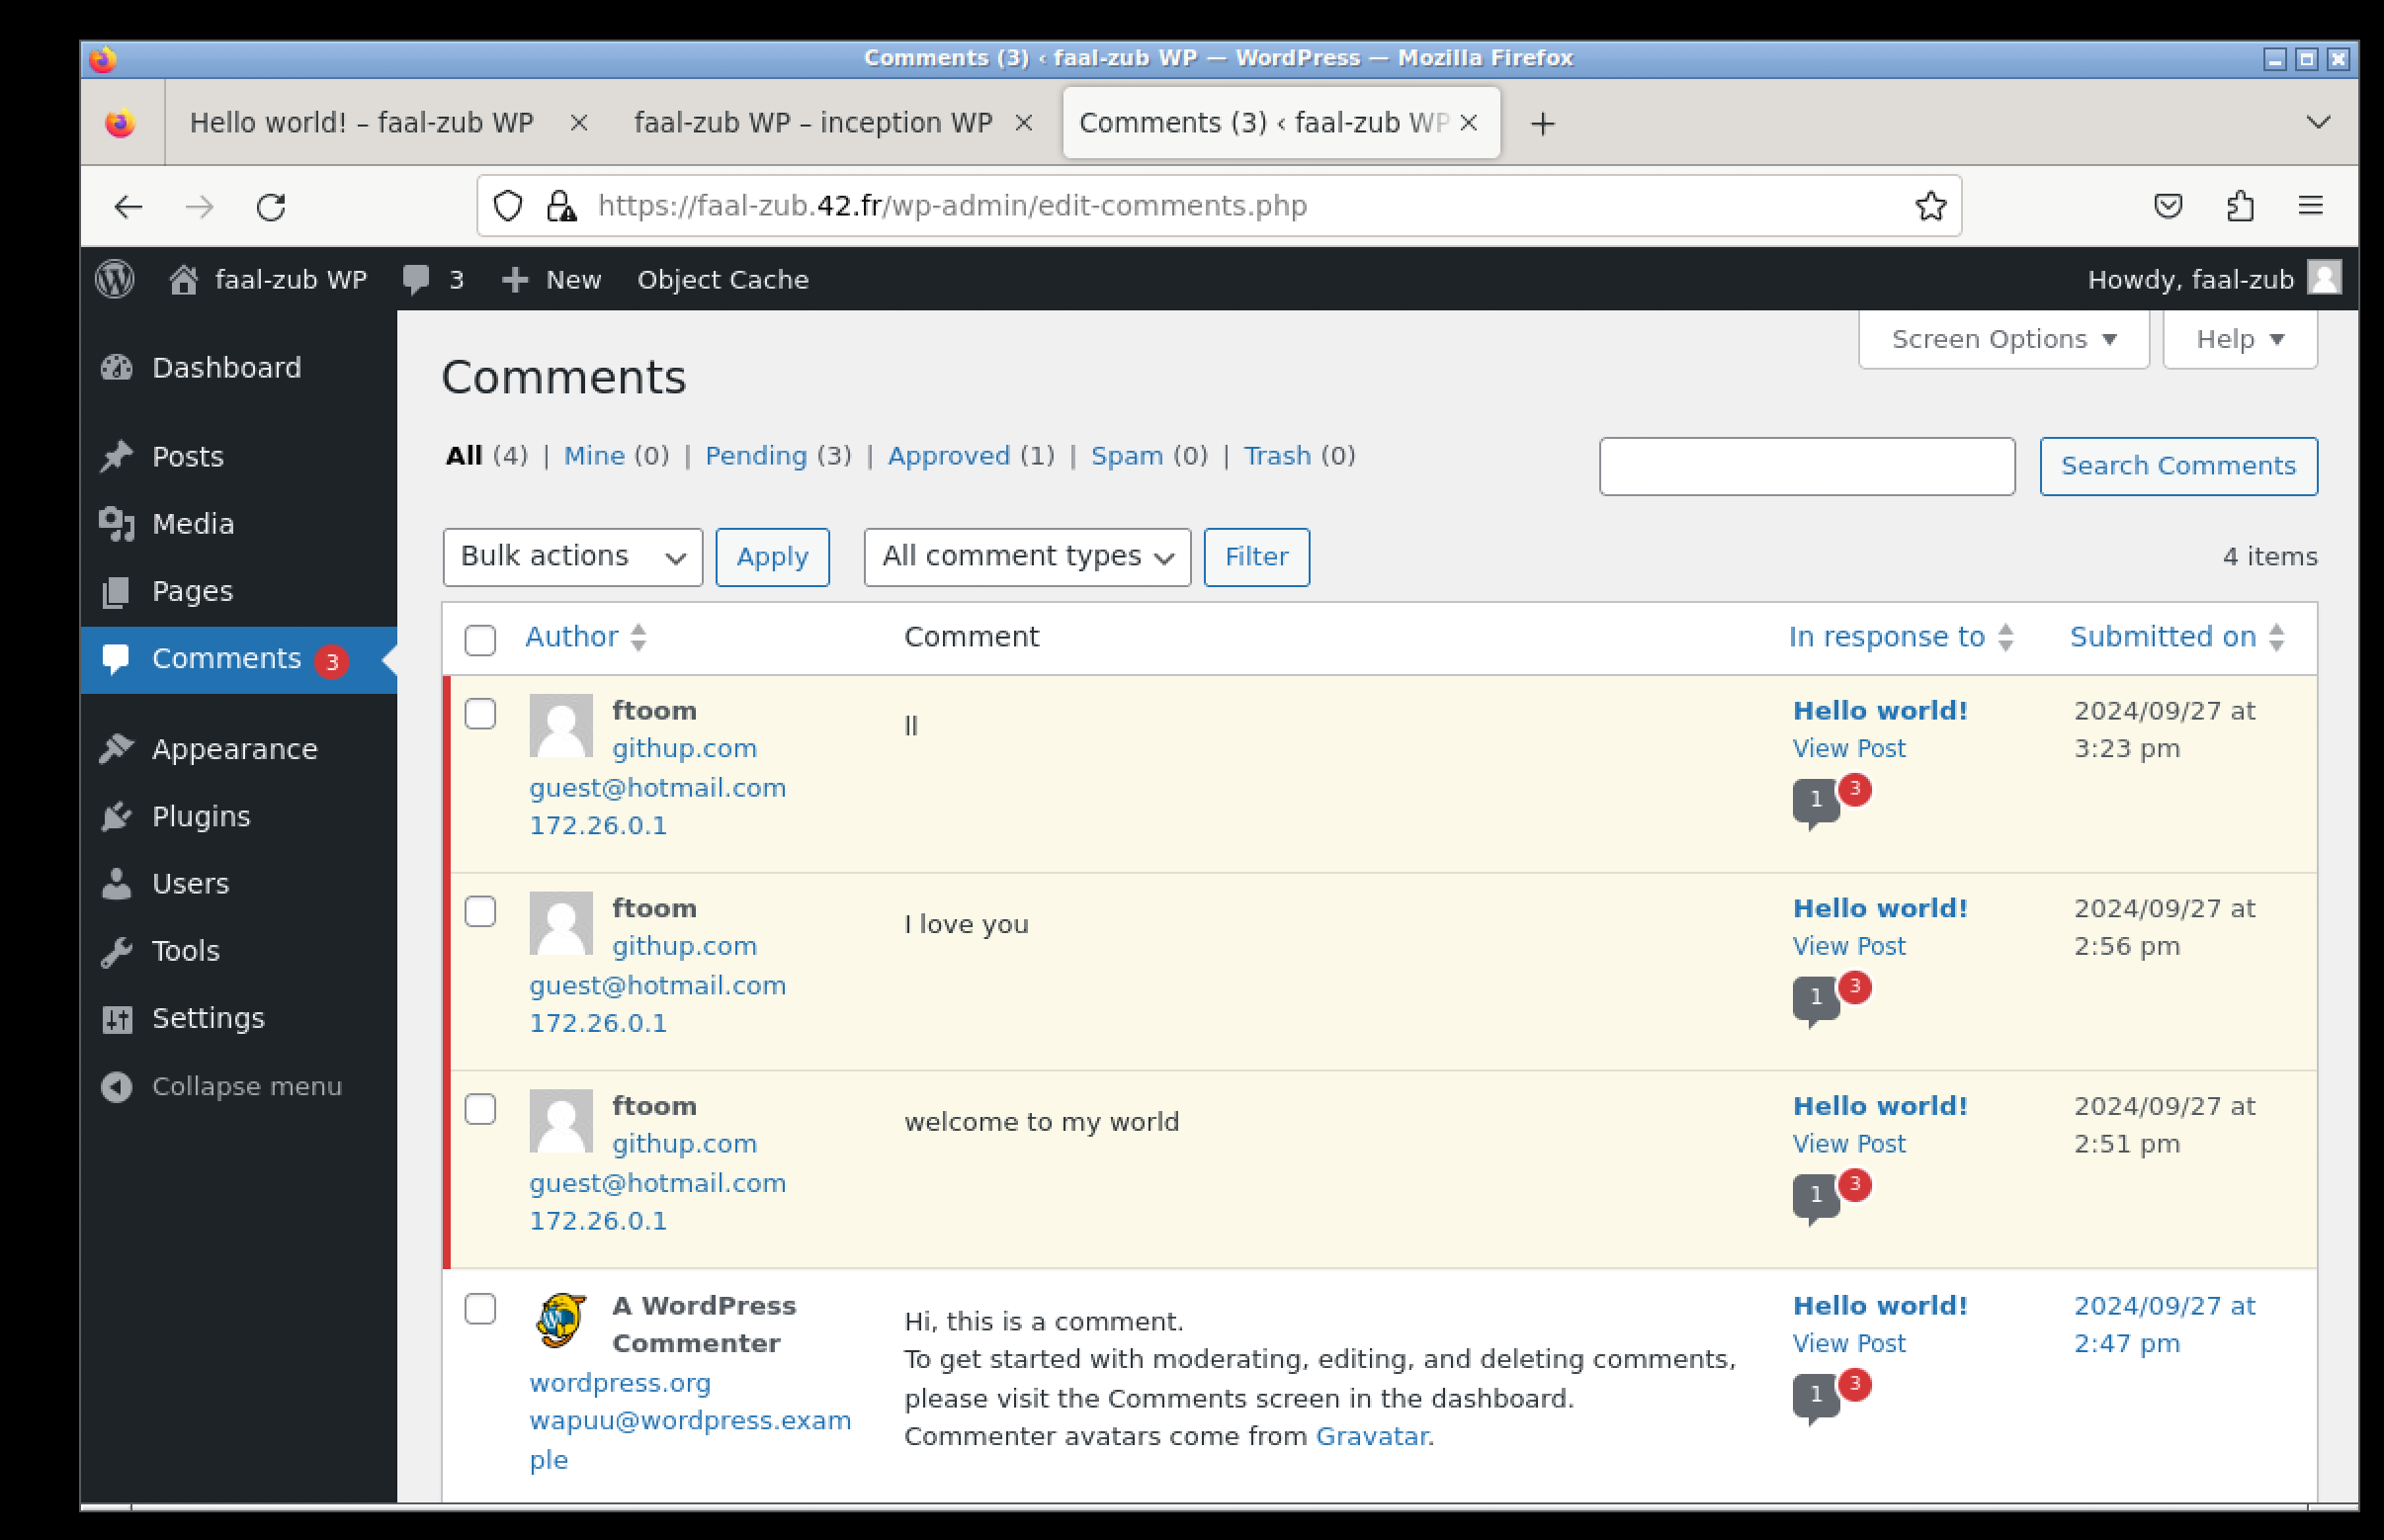 Comments (3) ‹ faal-zub WP — WordPress — Mozilla Firefox
Hello world! – faal-zub WP
faal-zub WP – inception WP
Comments (3) ‹ faal-zub WP
https://faal-zub.42.fr/wp-admin/edit-comments.php
faal-zub WP 3 New Object Cache Howdy, faal-zub
Dashboard
Posts
Media
Pages
Comments 3
Appearance
Plugins
Users
Tools
Settings
Collapse menu
Screen Options Help
Comments
All (4) | Mine (0) | Pending (3) | Approved (1) | Spam (0) | Trash (0)
Search Comments
Bulk actions Apply All comment types Filter 4 items
Author Comment In response to Submitted on
ftoom
githup.com
guest@hotmail.com
172.26.0.1
ll
Hello world!
View Post
1 3
2024/09/27 at
3:23 pm
ftoom
githup.com
guest@hotmail.com
172.26.0.1
I love you
Hello world!
View Post
1 3
2024/09/27 at
2:56 pm
ftoom
githup.com
guest@hotmail.com
172.26.0.1
welcome to my world
Hello world!
View Post
1 3
2024/09/27 at
2:51 pm
A WordPress
Commenter
wordpress.org
wapuu@wordpress.exam
ple
Hi, this is a comment.
To get started with moderating, editing, and deleting comments,
please visit the Comments screen in the dashboard.
Commenter avatars come from Gravatar.
Hello world!
View Post
1 3
2024/09/27 at
2:47 pm